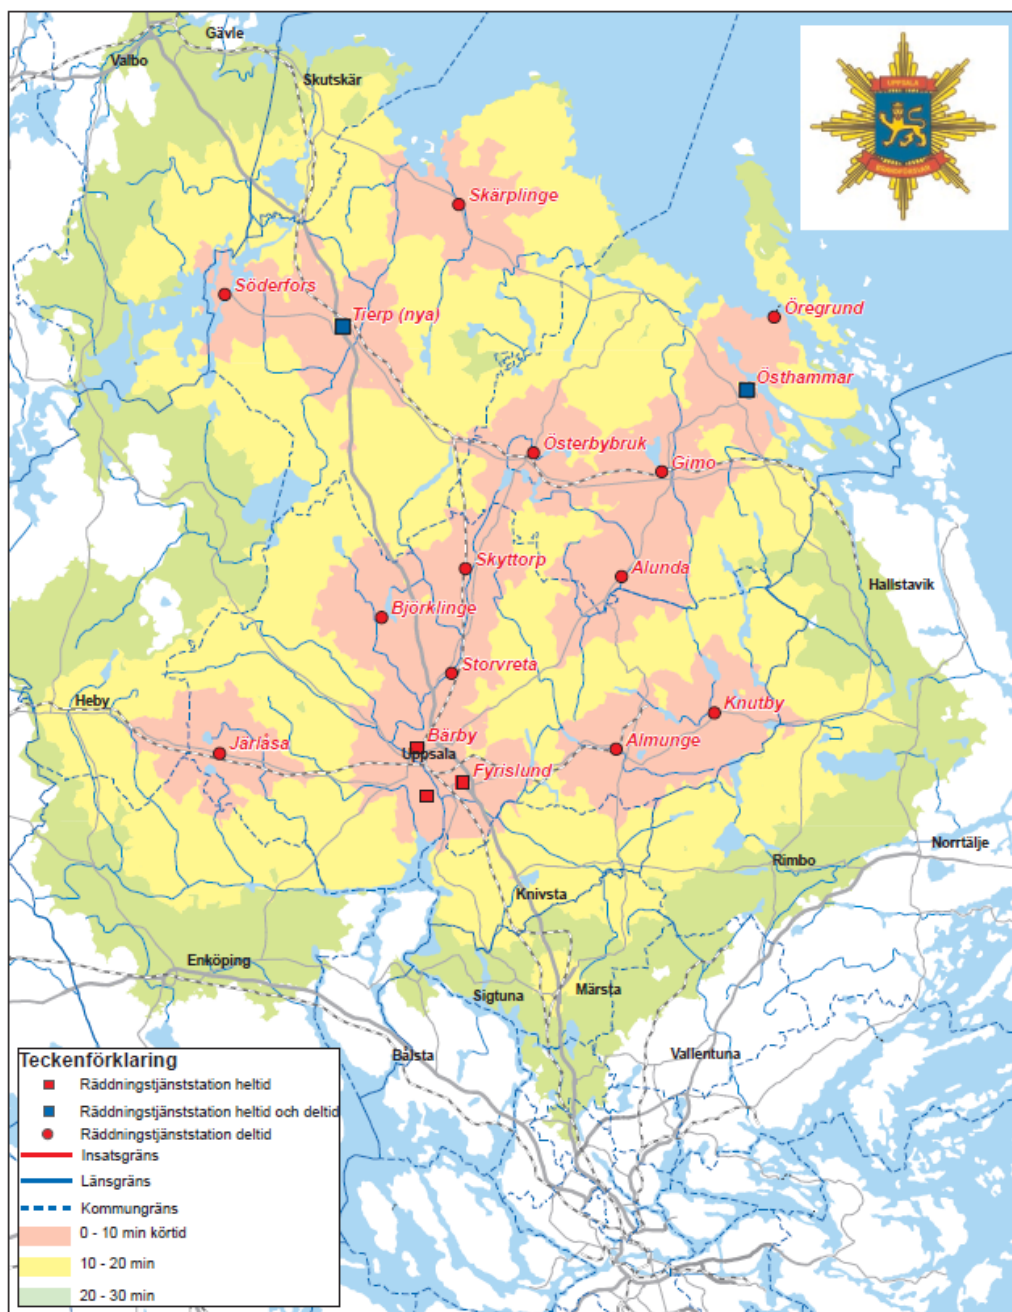 Gävle
Valbo
Skutskär
UPPSALA
BRANDFÖRSVAR
Skärplinge
Söderfors
Tierp (nya)
Öregrund
Östhammar
Österbybruk
Gimo
Skyttorp
Alunda
Hallstavik
Björklinge
Storvreta
Heby
Knutby
Järlåsa
Bärby
Almunge
Uppsala
Fyrislund
Norrtälje
Rimbo
Knivsta
Enköping
Sigtuna
Märsta
Bålsta
Vallentuna
Teckenförklaring
Räddningstjänststation heltid
Räddningstjänststation heltid och deltid
Räddningstjänststation deltid
Insatsgräns
Länsgräns
Kommungräns
0 - 10 min körtid
10 - 20 min
20 - 30 min